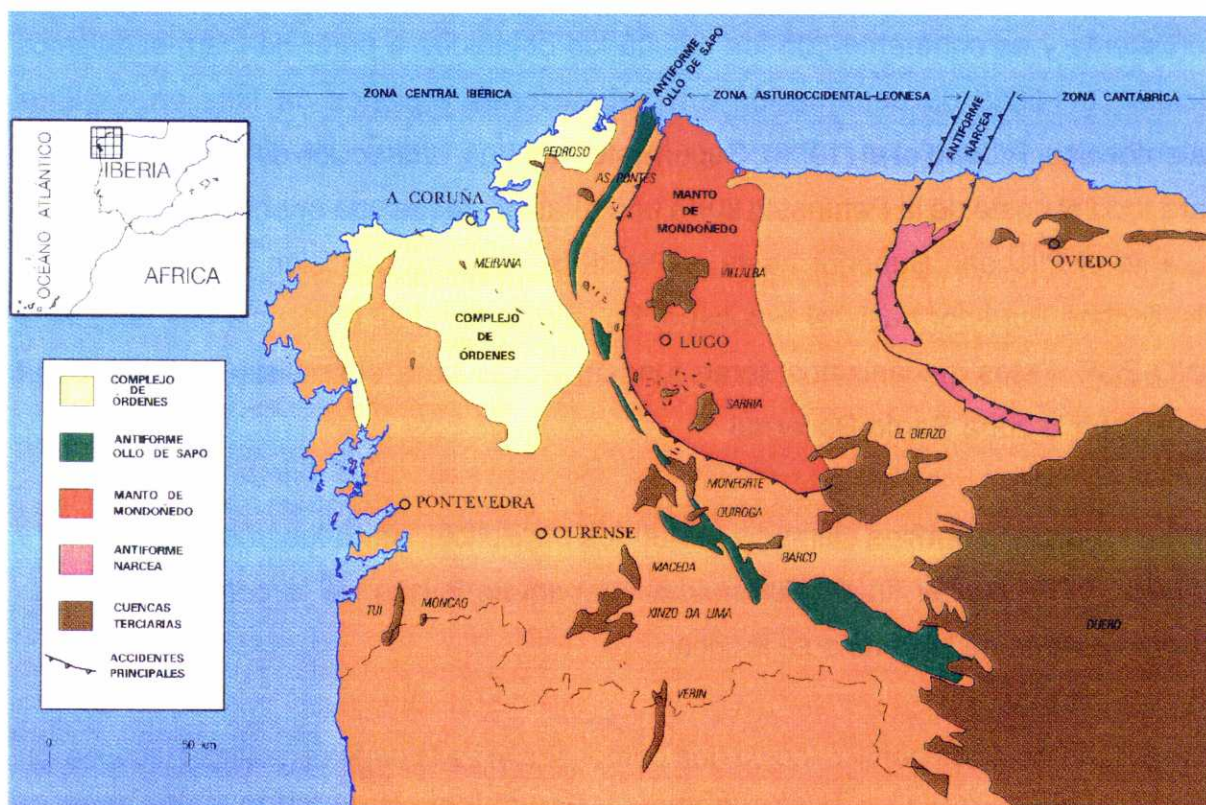 ZONA CENTRAL IBÉRICA
ANTIFORME
OLLO DE SAPO
ZONA ASTUROCCIDENTAL-LEONESA
ANTIFORME
NARCEA
ZONA CANTÁBRICA
OCÉANO ATLÁNTICO
IBERIA
AFRICA
PEDROSO
AS PONTES
A CORUÑA
MEIRAMA
MANTO
DE
MONDOÑEDO
VILLALBA
OVIEDO
COMPLEJO
DE
ÓRDENES
LUGO
SARRIA
EL BIERZO
MONFORTE
QUIROGA
PONTEVEDRA
OURENSE
BARCO
MACEDA
TUI
MONCAO
XINZO DA LIMA
DUERO
VERIN
COMPLEJO
DE
ÓRDENES
ANTIFORME
OLLO DE SAPO
MANTO DE
MONDOÑEDO
ANTIFORME
NARCEA
CUENCAS
TERCIARIAS
ACCIDENTES
PRINCIPALES
0 50 km